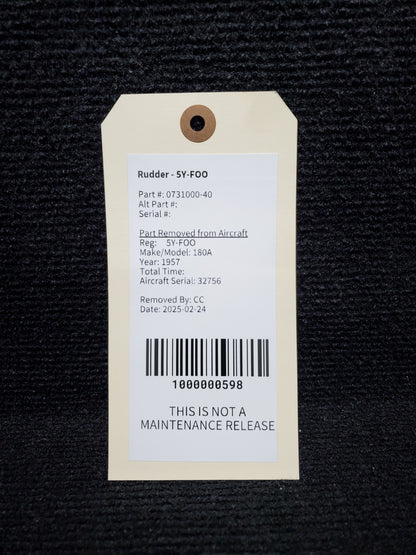 Rudder - 5Y-FOO
Part #: 0731000-40
Alt Part #:
Serial #:
Part Removed from Aircraft
Reg: 5Y-FOO
Make/Model: 180A
Year: 1957
Total Time:
Aircraft Serial: 32756
Removed By: CC
Date: 2025-02-24
1000000598
THIS IS NOT A
MAINTENANCE RELEASE